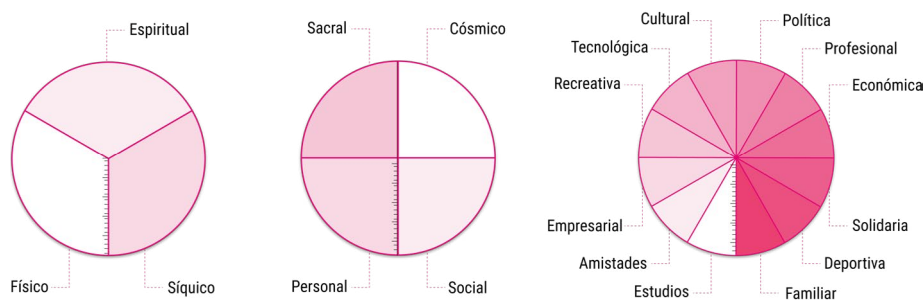 Espiritual
Físico
Síquico
Sacral
Cósmico
Personal
Social
Cultural
Política
Tecnológica
Profesional
Recreativa
Económica
Empresarial
Solidaria
Amistades
Deportiva
Estudios
Familiar